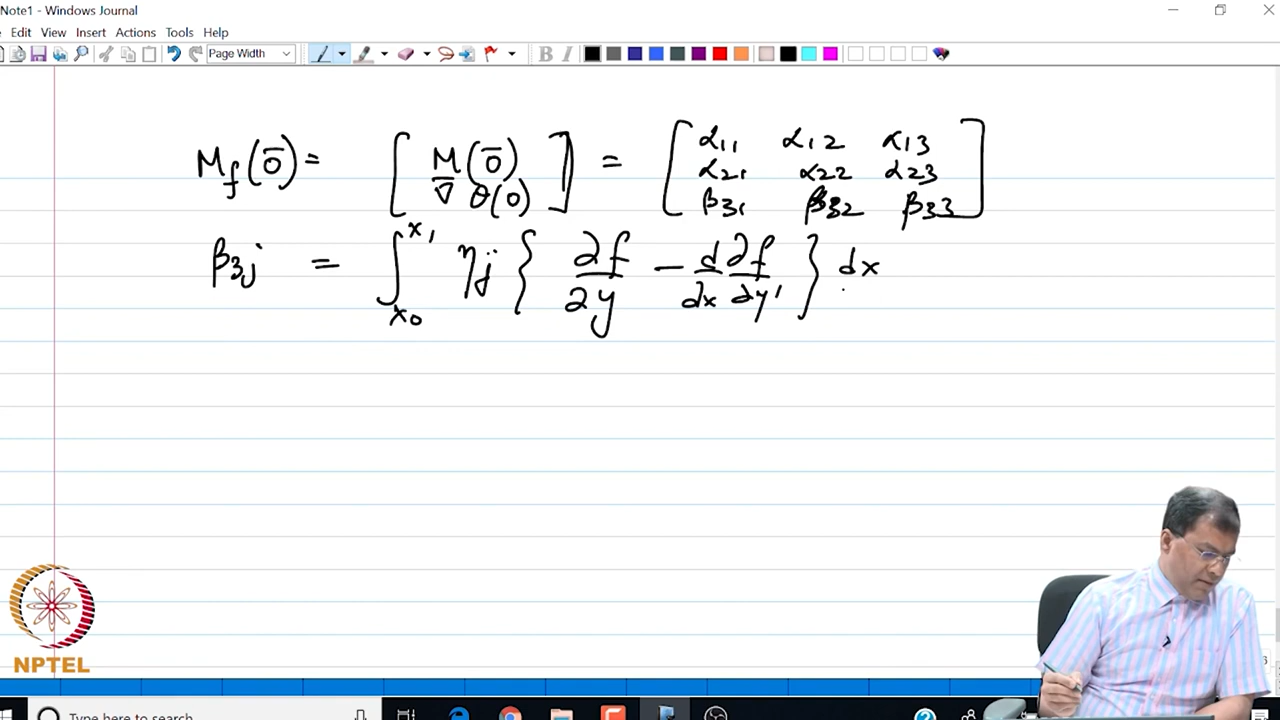 Note1 - Windows Journal
Edit View Insert Actions Tools Help
Page Width B I
M_f(0̄) = [ M(0̄) ∇̄ θ(0) ] = [ α11 α12 α13
α21 α22 α23
β31 β32 β33 ]
β3j = ∫_{x0}^{x1} ηj { ∂f/∂y − d/dx ∂f/∂y' } dx
NPTEL
Type here to search